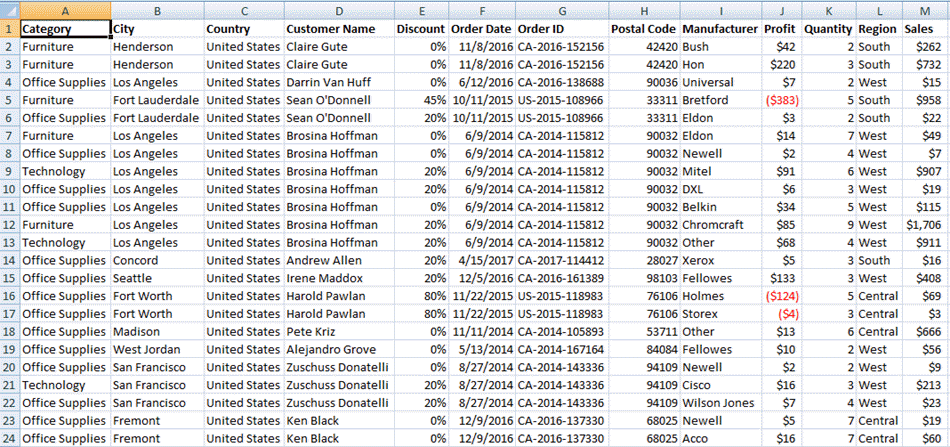 A B C D E F G H I J K L M
1 Category City Country Customer Name Discount Order Date Order ID Postal Code Manufacturer Profit Quantity Region Sales
2 Furniture Henderson United States Claire Gute 0% 11/8/2016 CA-2016-152156 42420 Bush $42 2 South $262
3 Furniture Henderson United States Claire Gute 0% 11/8/2016 CA-2016-152156 42420 Hon $220 3 South $732
4 Office Supplies Los Angeles United States Darrin Van Huff 0% 6/12/2016 CA-2016-138688 90036 Universal $7 2 West $15
5 Furniture Fort Lauderdale United States Sean O'Donnell 45% 10/11/2015 US-2015-108966 33311 Bretford ($383) 5 South $958
6 Office Supplies Fort Lauderdale United States Sean O'Donnell 20% 10/11/2015 US-2015-108966 33311 Eldon $3 2 South $22
7 Furniture Los Angeles United States Brosina Hoffman 0% 6/9/2014 CA-2014-115812 90032 Eldon $14 7 West $49
8 Office Supplies Los Angeles United States Brosina Hoffman 0% 6/9/2014 CA-2014-115812 90032 Newell $2 4 West $7
9 Technology Los Angeles United States Brosina Hoffman 20% 6/9/2014 CA-2014-115812 90032 Mitel $91 6 West $907
10 Office Supplies Los Angeles United States Brosina Hoffman 20% 6/9/2014 CA-2014-115812 90032 DXL $6 3 West $19
11 Office Supplies Los Angeles United States Brosina Hoffman 0% 6/9/2014 CA-2014-115812 90032 Belkin $34 5 West $115
12 Furniture Los Angeles United States Brosina Hoffman 20% 6/9/2014 CA-2014-115812 90032 Chromcraft $85 9 West $1,706
13 Technology Los Angeles United States Brosina Hoffman 20% 6/9/2014 CA-2014-115812 90032 Other $68 4 West $911
14 Office Supplies Concord United States Andrew Allen 20% 4/15/2017 CA-2017-114412 28027 Xerox $5 3 South $16
15 Office Supplies Seattle United States Irene Maddox 20% 12/5/2016 CA-2016-161389 98103 Fellowes $133 3 West $408
16 Office Supplies Fort Worth United States Harold Pawlan 80% 11/22/2015 US-2015-118983 76106 Holmes ($124) 5 Central $69
17 Office Supplies Fort Worth United States Harold Pawlan 80% 11/22/2015 US-2015-118983 76106 Storex ($4) 3 Central $3
18 Office Supplies Madison United States Pete Kriz 0% 11/11/2014 CA-2014-105893 53711 Other $13 6 Central $666
19 Office Supplies West Jordan United States Alejandro Grove 0% 5/13/2014 CA-2014-167164 84084 Fellowes $10 2 West $56
20 Office Supplies San Francisco United States Zuschuss Donatelli 0% 8/27/2014 CA-2014-143336 94109 Newell $2 2 West $9
21 Technology San Francisco United States Zuschuss Donatelli 20% 8/27/2014 CA-2014-143336 94109 Cisco $16 3 West $213
22 Office Supplies San Francisco United States Zuschuss Donatelli 20% 8/27/2014 CA-2014-143336 94109 Wilson Jones $7 4 West $23
23 Office Supplies Fremont United States Ken Black 0% 12/9/2016 CA-2016-137330 68025 Newell $5 7 Central $19
24 Office Supplies Fremont United States Ken Black 0% 12/9/2016 CA-2016-137330 68025 Acco $16 7 Central $60